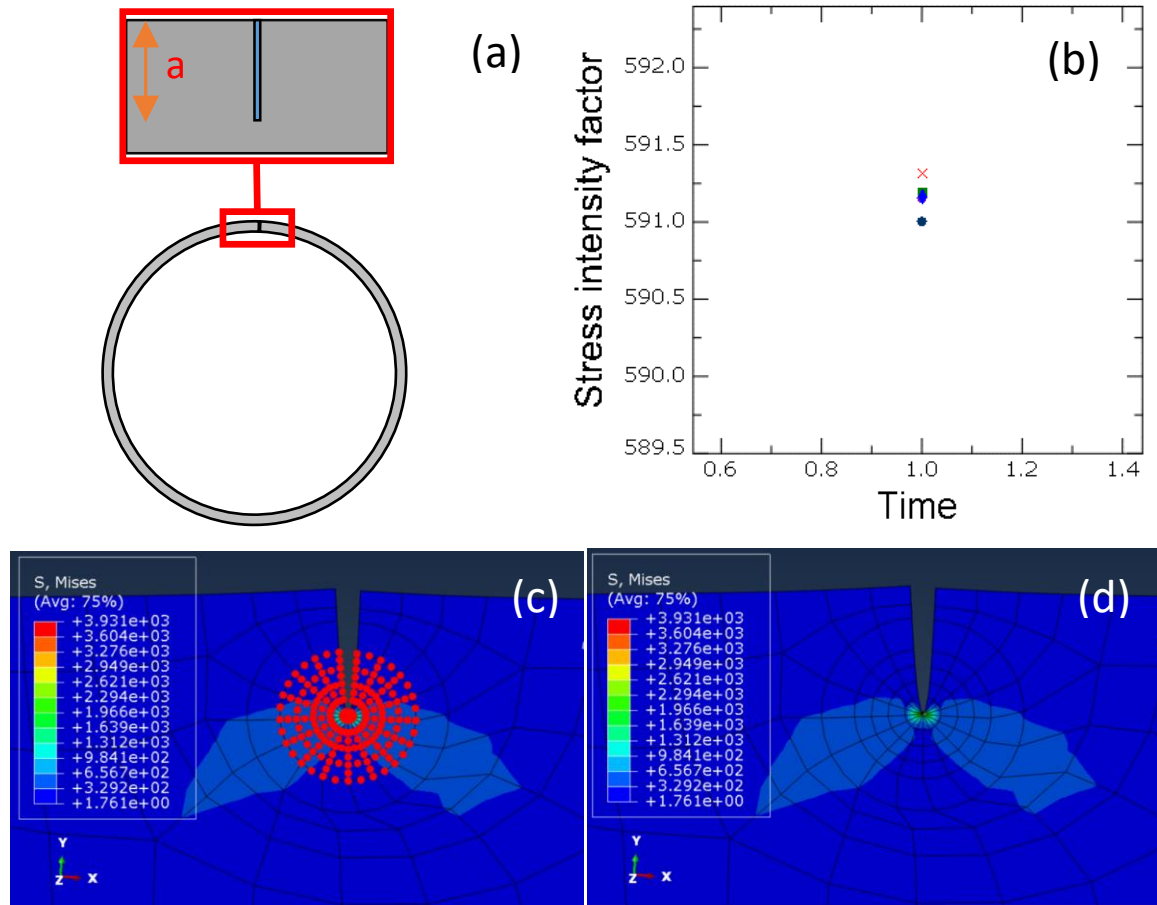 (a)
a
(b)
Stress intensity factor
592.0
591.5
591.0
590.5
590.0
589.5
0.6 0.8 1.0 1.2 1.4
Time
(c)
S, Mises
(Avg: 75%)
+3.931e+03
+3.604e+03
+3.276e+03
+2.949e+03
+2.621e+03
+2.294e+03
+1.966e+03
+1.639e+03
+1.312e+03
+9.841e+02
+6.567e+02
+3.292e+02
+1.761e+00
Y
Z X
(d)
S, Mises
(Avg: 75%)
+3.931e+03
+3.604e+03
+3.276e+03
+2.949e+03
+2.621e+03
+2.294e+03
+1.966e+03
+1.639e+03
+1.312e+03
+9.841e+02
+6.567e+02
+3.292e+02
+1.761e+00
Y
Z X